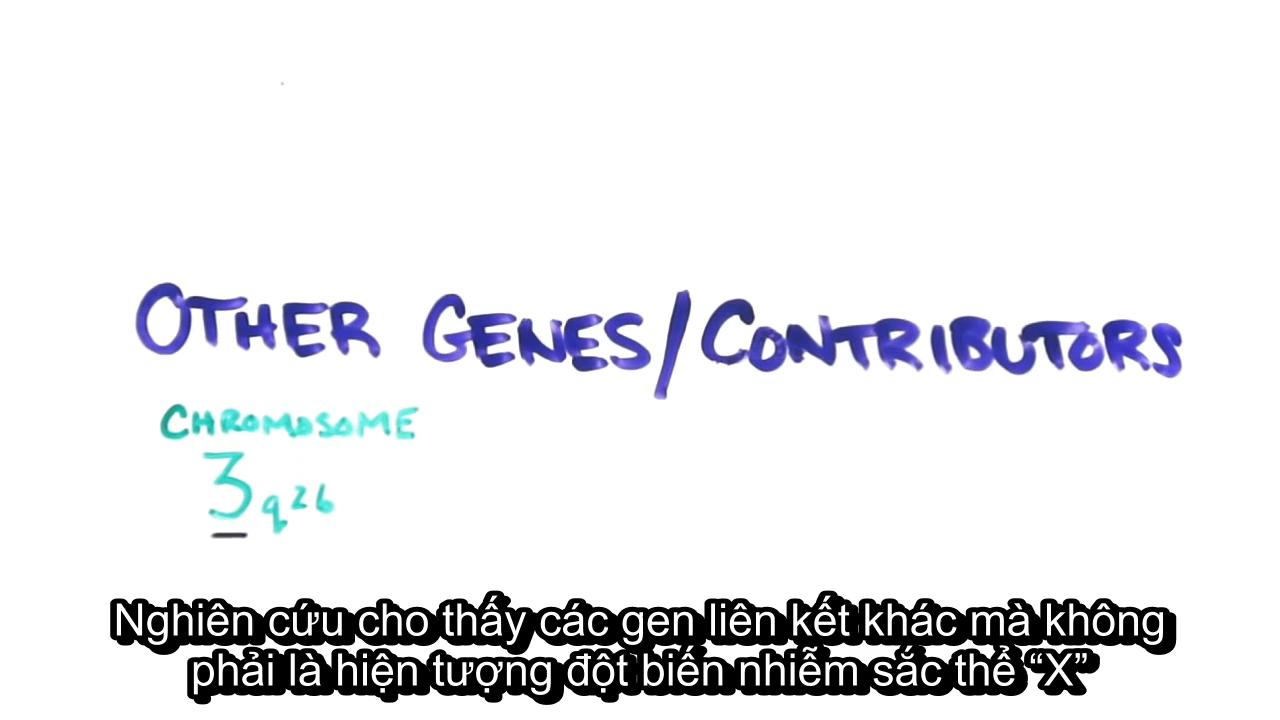 OTHER GENES/CONTRIBUTORS
CHROMOSOME
3q26
Nghiên cứu cho thấy các gen liên kết khác mà không
phải là hiện tượng đột biến nhiễm sắc thể “X”